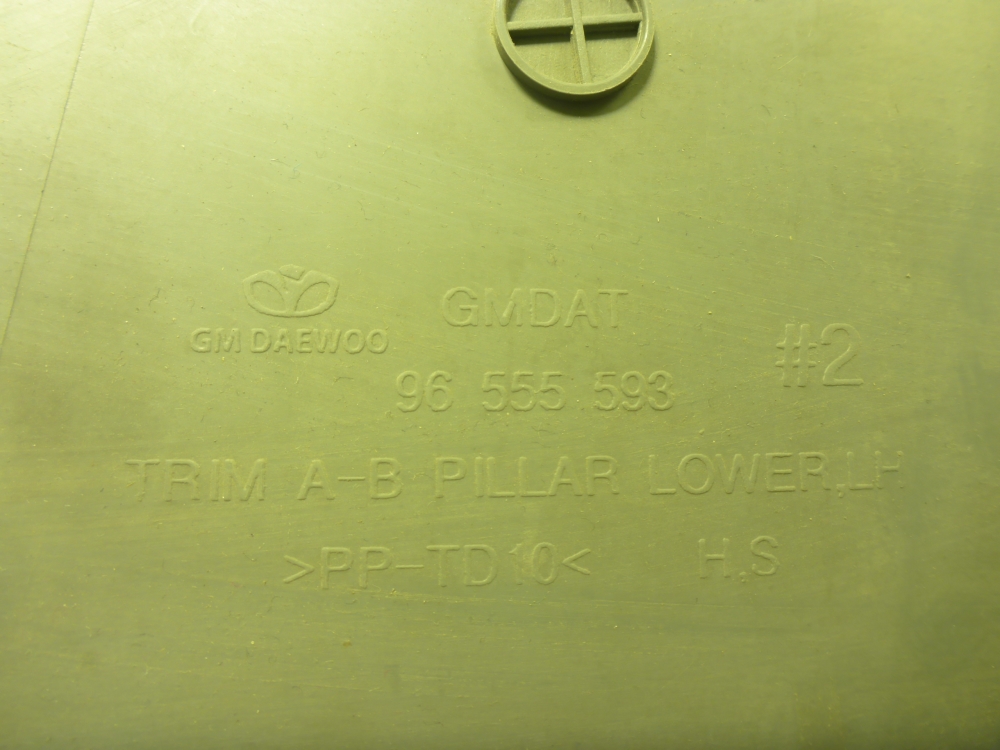 GMDAT
GM DAEWOO
#2
96 555 593
TRIM A-B PILLAR LOWER,LH
>PP-TD10< H,S